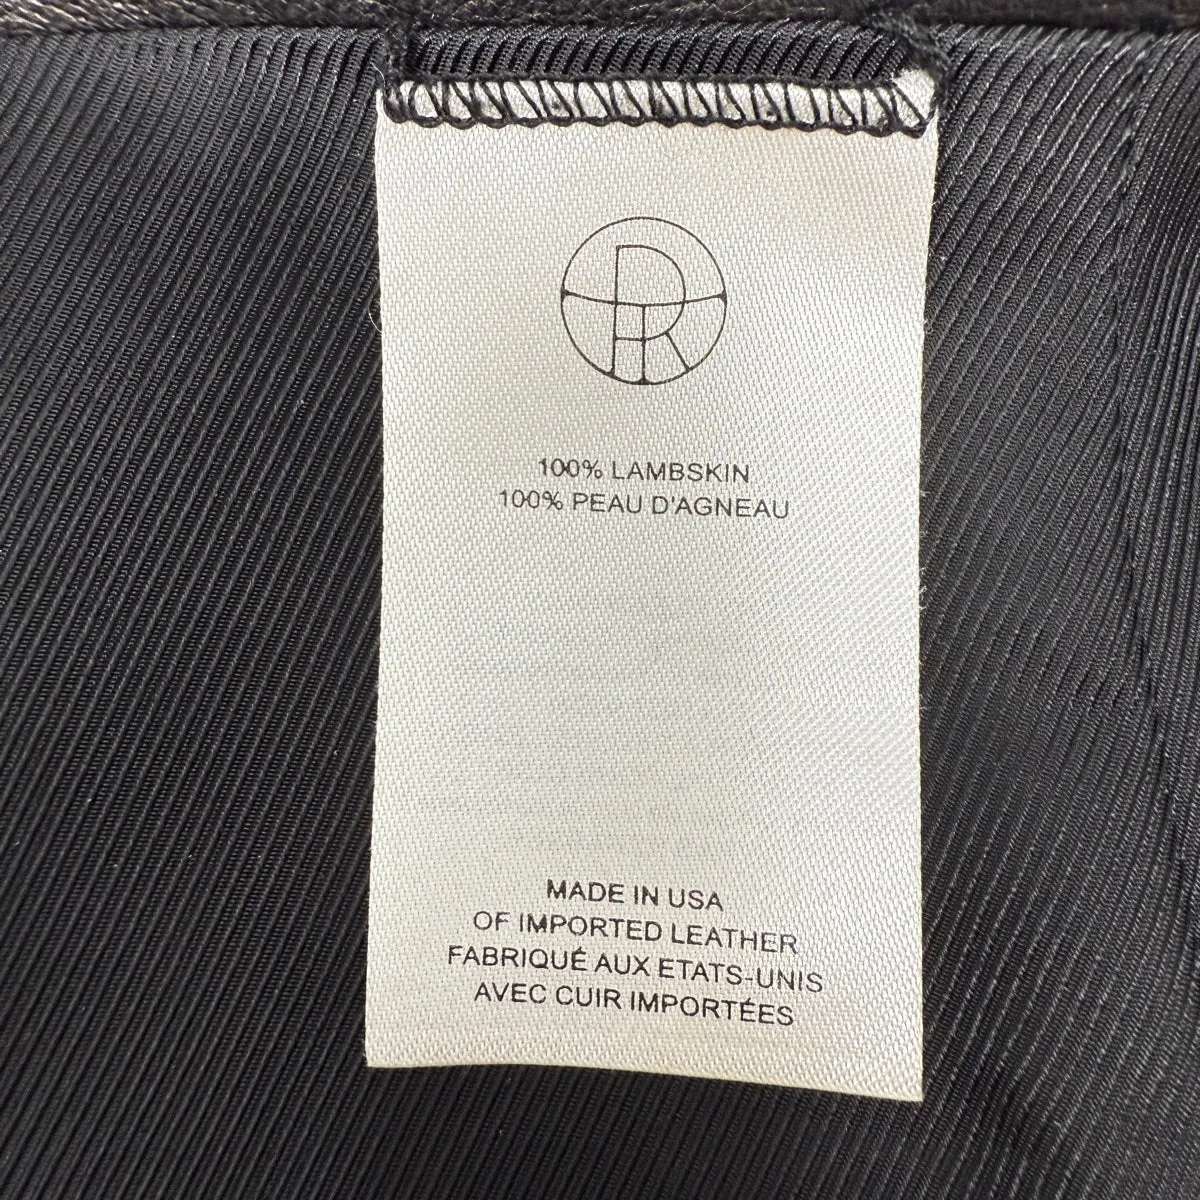 100% LAMBSKIN
100% PEAU D'AGNEAU
MADE IN USA
OF IMPORTED LEATHER
FABRIQUÉ AUX ETATS-UNIS
AVEC CUIR IMPORTÉES